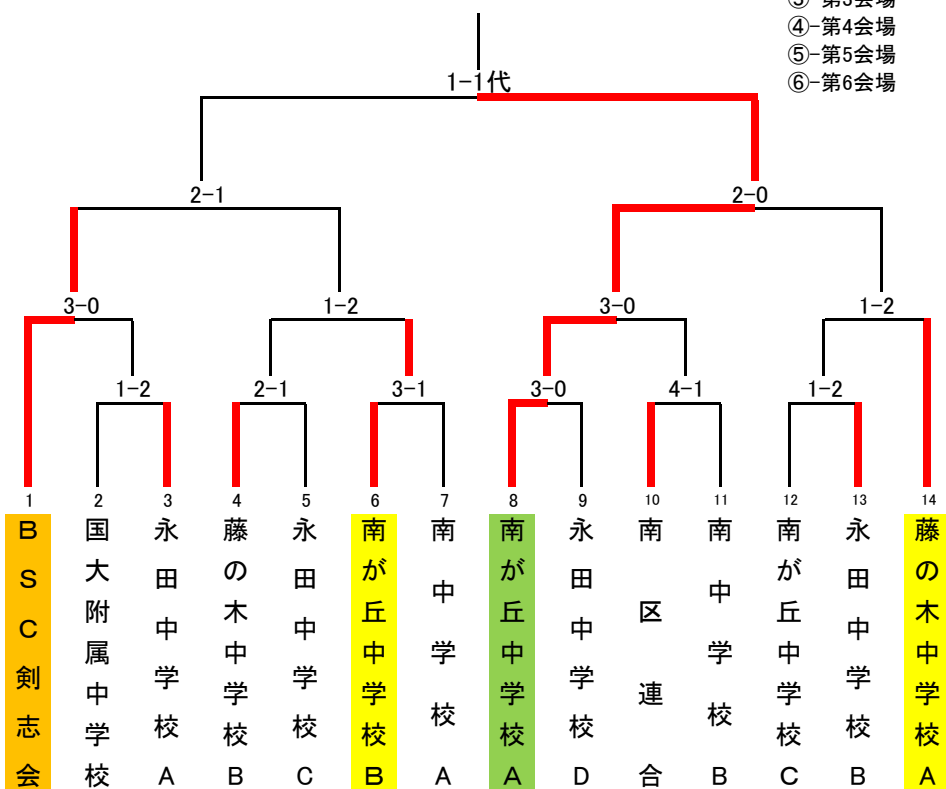 ③-第3会場
④-第4会場
⑤-第5会場
⑥-第6会場
1-1代
2-1
2-0
3-0
1-2
3-0
1-2
1-2
2-1
3-1
3-0
4-1
1-2
1
2
3
4
5
6
7
8
9
10
11
12
13
14
BSC剣志会
国大附属中学校
永田中学校A
藤の木中学校B
永田中学校C
南が丘中学校B
南中学校A
南が丘中学校A
永田中学校D
南区連合
南中学校B
南が丘中学校C
永田中学校B
藤の木中学校A